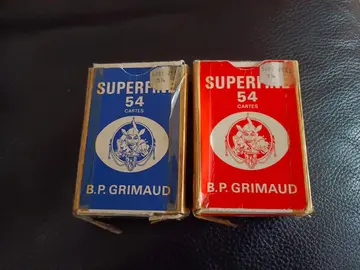 SUPERFINE
54
CARTES
B.P. GRIMAUD
SUPERFINE
54
CARTES
B.P. GRIMAUD